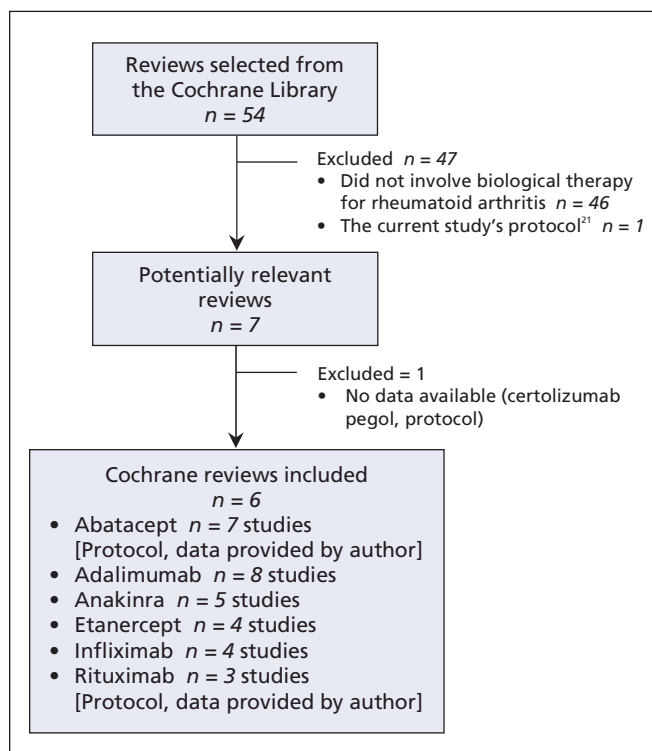 Reviews selected from
the Cochrane Library
n = 54
Excluded n = 47
• Did not involve biological therapy
for rheumatoid arthritis n = 46
• The current study's protocol21 n = 1
Potentially relevant
reviews
n = 7
Excluded = 1
• No data available (certolizumab
pegol, protocol)
Cochrane reviews included
n = 6
• Abatacept n = 7 studies
[Protocol, data provided by author]
• Adalimumab n = 8 studies
• Anakinra n = 5 studies
• Etanercept n = 4 studies
• Infliximab n = 4 studies
• Rituximab n = 3 studies
[Protocol, data provided by author]